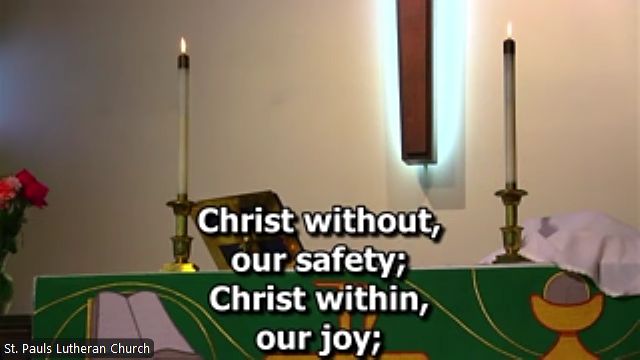 Christ without,
our safety;
Christ within,
our joy;
St. Pauls Lutheran Church